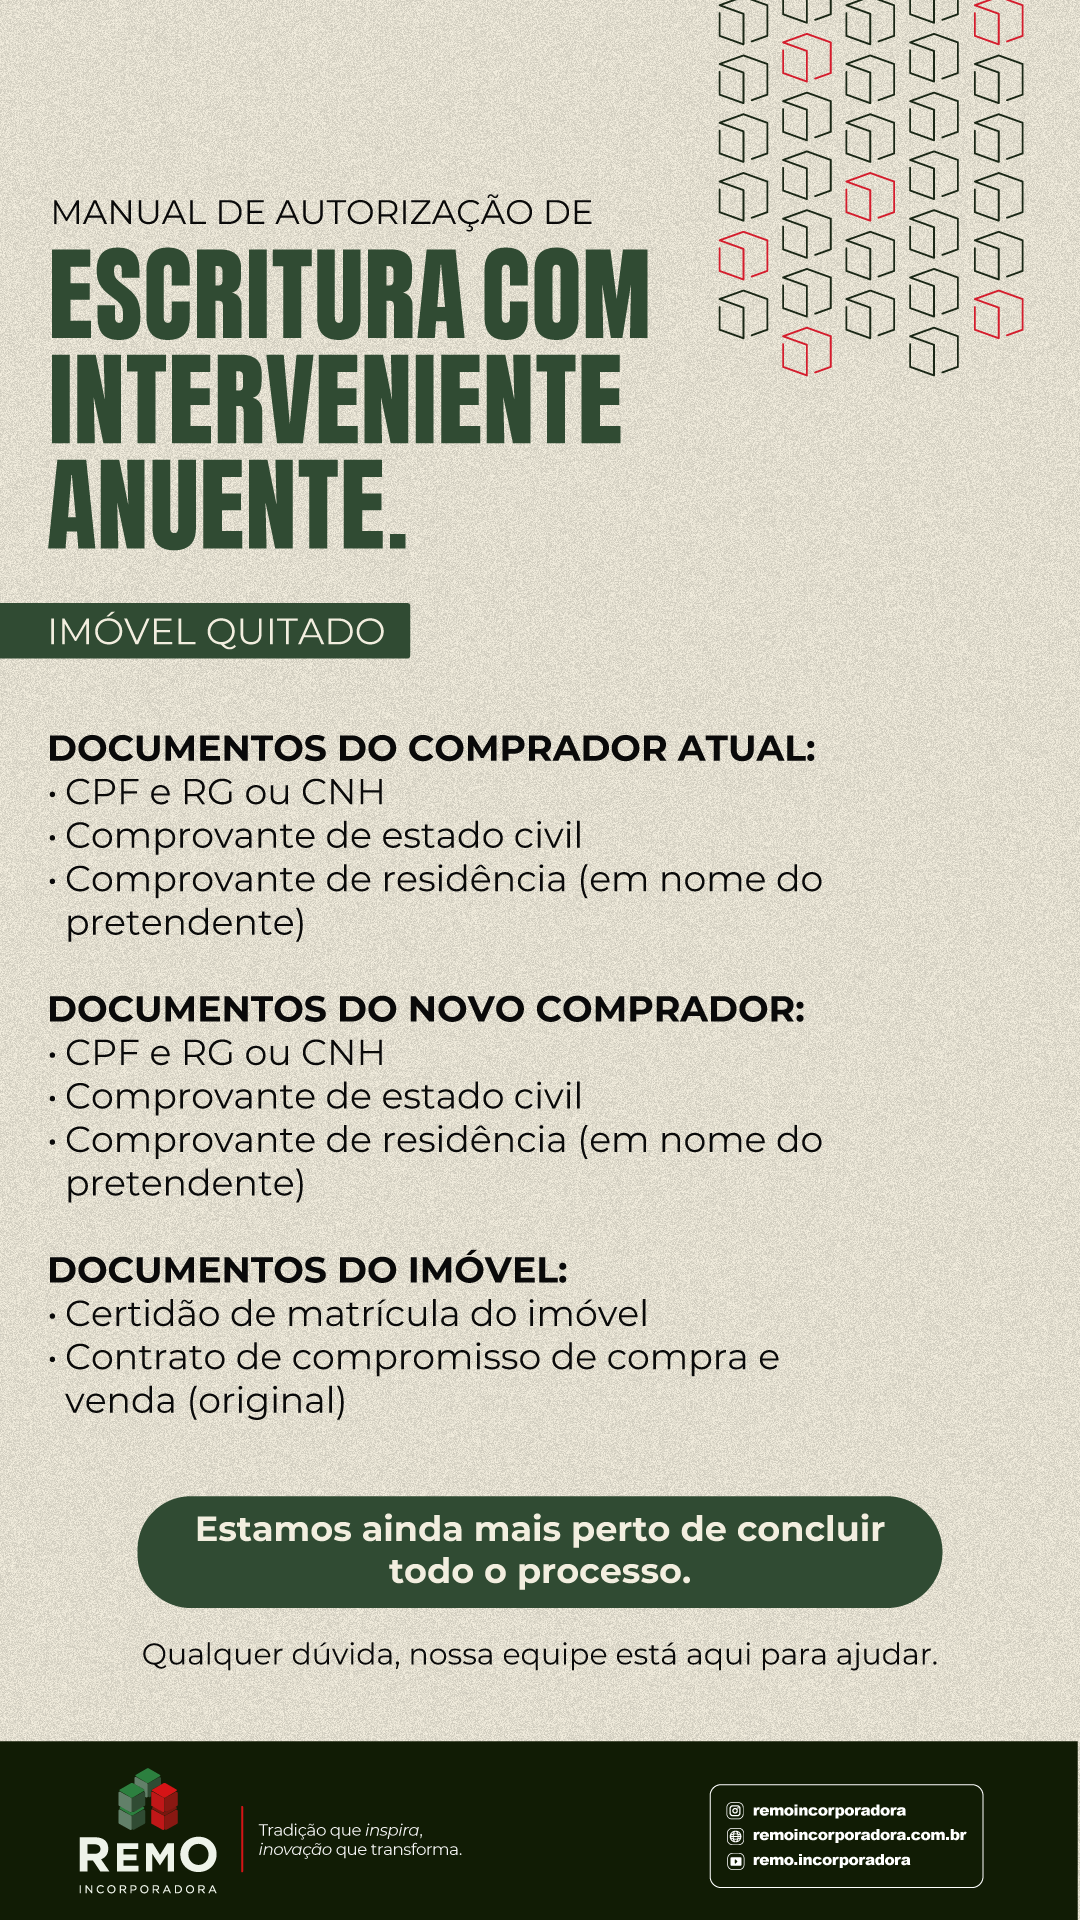 MANUAL DE AUTORIZAÇÃO DE
ESCRITURA COM
INTERVENIENTE
ANUENTE.
IMÓVEL QUITADO
DOCUMENTOS DO COMPRADOR ATUAL:
• CPF e RG ou CNH
• Comprovante de estado civil
• Comprovante de residência (em nome do
pretendente)
DOCUMENTOS DO NOVO COMPRADOR:
• CPF e RG ou CNH
• Comprovante de estado civil
• Comprovante de residência (em nome do
pretendente)
DOCUMENTOS DO IMÓVEL:
• Certidão de matrícula do imóvel
• Contrato de compromisso de compra e
venda (original)
Estamos ainda mais perto de concluir
todo o processo.
Qualquer dúvida, nossa equipe está aqui para ajudar.
REMO
INCORPORADORA
Tradição que inspira,
inovação que transforma.
remoincorporadora
remoincorporadora.com.br
remo.incorporadora